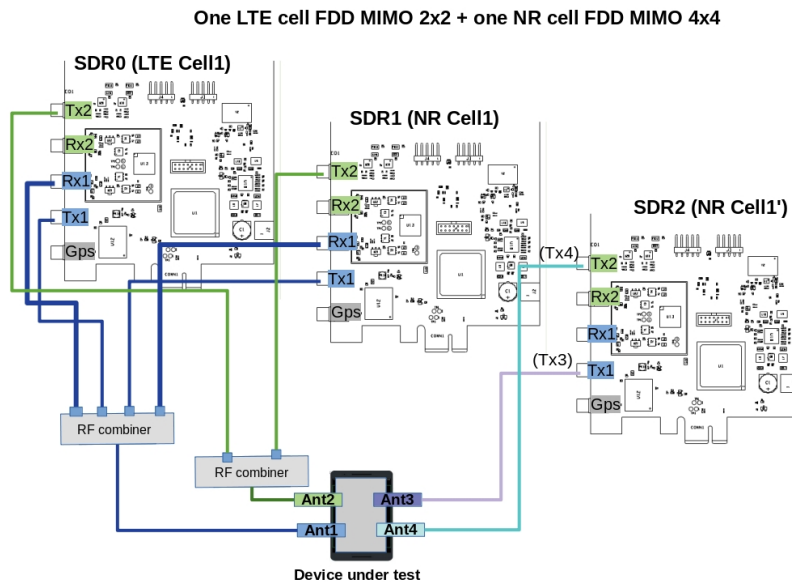 One LTE cell FDD MIMO 2x2 + one NR cell FDD MIMO 4x4
SDR0 (LTE Cell1)
Tx2
Rx2
Rx1
Tx1
Gps
SDR1 (NR Cell1)
Tx2
Rx2
Rx1
Tx1
Gps
SDR2 (NR Cell1')
(Tx4)
Tx2
Rx2
Rx1
(Tx3)
Tx1
Gps
RF combiner
RF combiner
Ant2
Ant3
Ant1
Ant4
Device under test